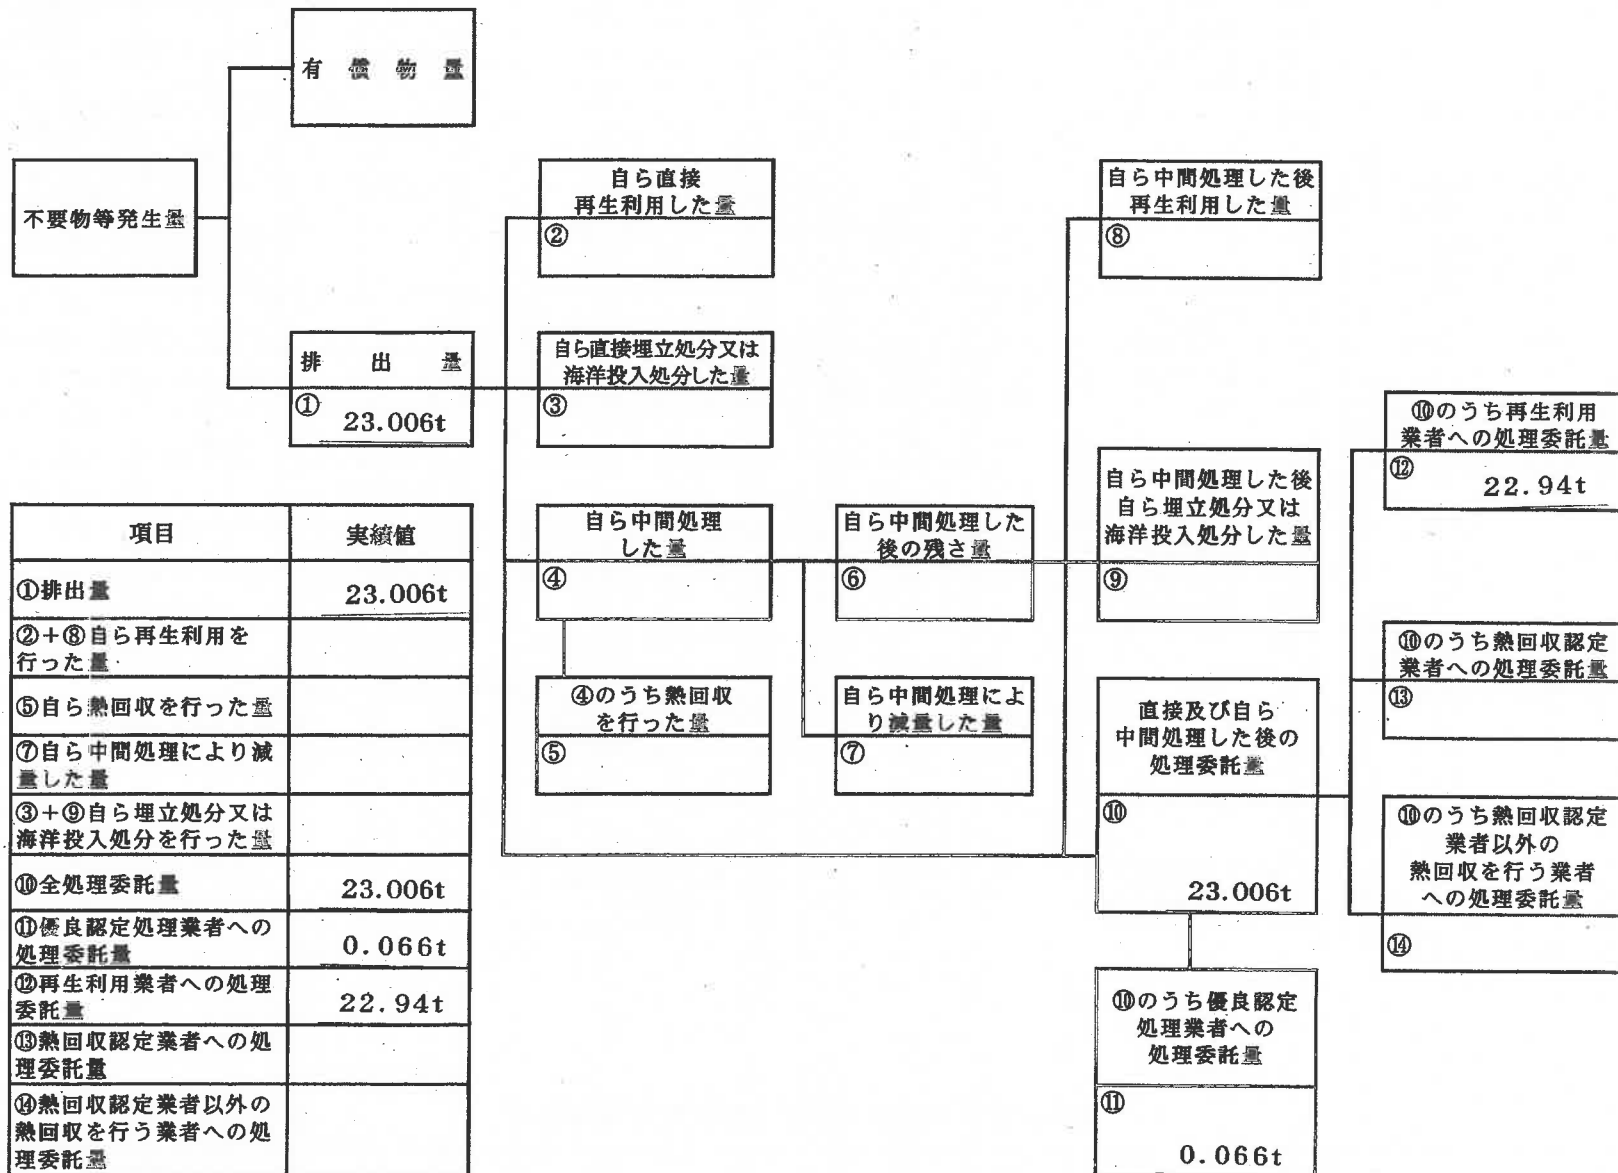 有償物量
不要物等発生量
排出量
①
23.006t
自ら直接
再生利用した量
②
自ら直接埋立処分又は
海洋投入処分した量
③
自ら中間処理
した量
④
④のうち熱回収
を行った量
⑤
自ら中間処理した
後の残さ量
⑥
自ら中間処理によ
り減量した量
⑦
自ら中間処理した後
再生利用した量
⑧
自ら中間処理した後
自ら埋立処分又は
海洋投入処分した量
⑨
直接及び自ら
中間処理した後の
処理委託量
⑩
23.006t
⑩のうち優良認定
処理業者への
処理委託量
⑪
0.066t
⑩のうち再生利用
業者への処理委託量
⑫
22.94t
⑩のうち熱回収認定
業者への処理委託量
⑬
⑩のうち熱回収認定
業者以外の
熱回収を行う業者
への処理委託量
⑭
項目 実績値
①排出量 23.006t
②+⑧自ら再生利用を
行った量
⑤自ら熱回収を行った量
⑦自ら中間処理により減
量した量
③+⑨自ら埋立処分又は
海洋投入処分を行った量
⑩全処理委託量 23.006t
⑪優良認定処理業者への
処理委託量 0.066t
⑫再生利用業者への処理
委託量 22.94t
⑬熱回収認定業者への処
理委託量
⑭熱回収認定業者以外の
熱回収を行う業者への処
理委託量